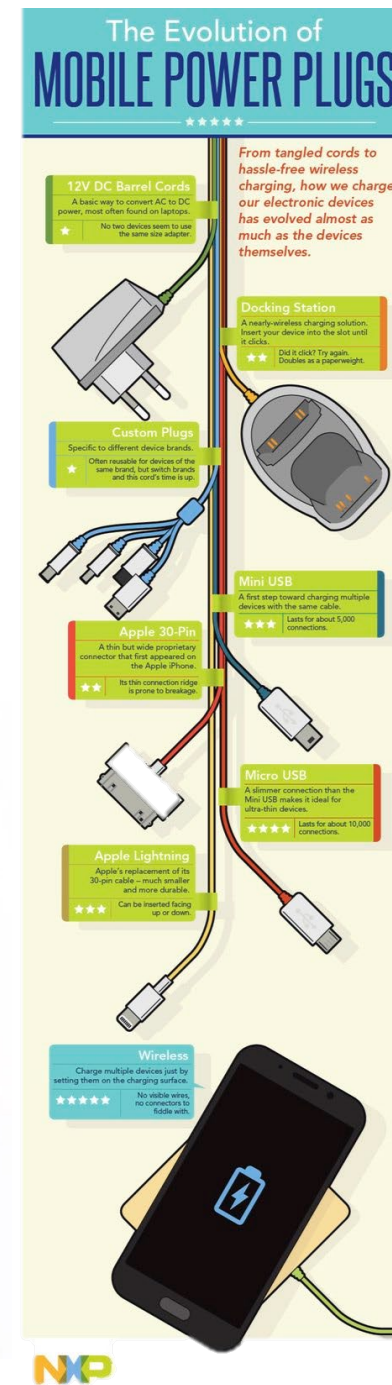 The Evolution of
MOBILE POWER PLUGS
From tangled cords to
hassle-free wireless
charging, how we charge
our electronic devices
has evolved almost as
much as the devices
themselves.
12V DC Barrel Cords
A basic way to convert AC to DC
power, most often found on laptops.
No two devices seem to use
the same size adapter.
Docking Station
A nearly-wireless charging solution.
Insert your device into the slot until
it clicks.
Did it click? Try again.
Doubles as a paperweight.
Custom Plugs
Specific to different device brands.
Often reusable for devices of the
same brand, but switch brands
and this cord's time is up.
Mini USB
A first step toward charging multiple
devices with the same cable.
Lasts for about 5,000
connections.
Apple 30-Pin
A thin but wide proprietary
connector that first appeared on
the Apple iPhone.
Its thin connection ridge
is prone to breakage.
Micro USB
A slimmer connection than the
Mini USB makes it ideal for
ultra-thin devices.
Lasts for about 10,000
connections.
Apple Lightning
Apple's replacement of its
30-pin cable – much smaller
and more durable.
Can be inserted facing
up or down.
Wireless
Charge multiple devices just by
setting them on the charging surface.
No visible wires,
no connectors to
fiddle with.
NXP